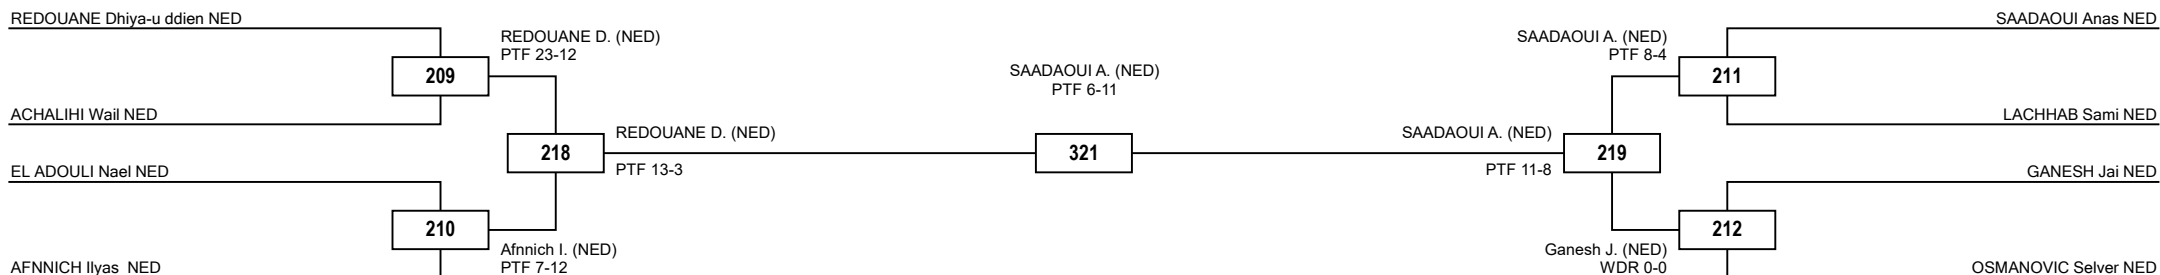 REDOUANE Dhiya-u ddien NED
SAADAOUI Anas NED
REDOUANE D. (NED)
PTF 23-12
SAADAOUI A. (NED)
PTF 8-4
209
SAADAOUI A. (NED)
PTF 6-11
211
ACHALIHI Wail NED
LACHHAB Sami NED
REDOUANE D. (NED)
SAADAOUI A. (NED)
218
321
219
PTF 13-3
PTF 11-8
EL ADOULI Nael NED
GANESH Jai NED
210
212
Afnnich I. (NED)
PTF 7-12
Ganesh J. (NED)
WDR 0-0
AFNNICH Ilyas  NED
OSMANOVIC Selver NED